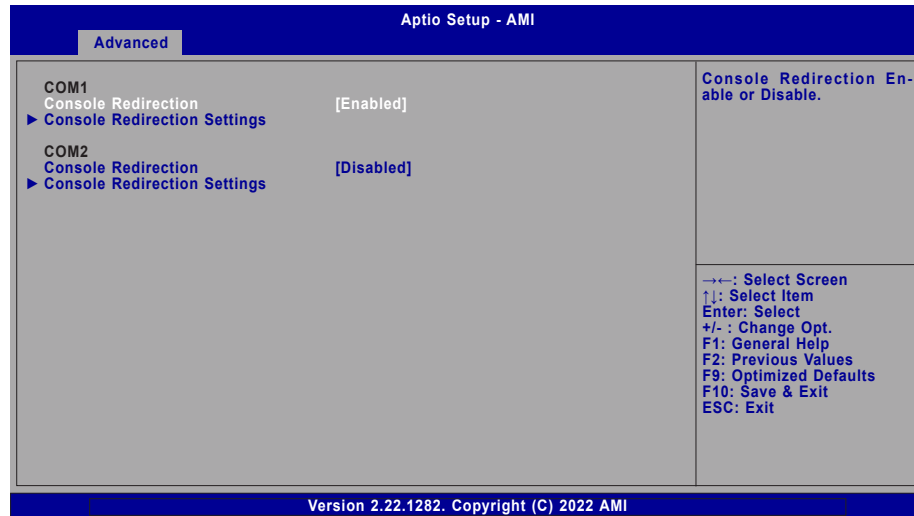 Aptio Setup - AMI
Advanced
COM1
Console Redirection [Enabled]
► Console Redirection Settings
COM2
Console Redirection [Disabled]
► Console Redirection Settings
Console Redirection En-
able or Disable.
→←: Select Screen
↑↓: Select Item
Enter: Select
+/- : Change Opt.
F1: General Help
F2: Previous Values
F9: Optimized Defaults
F10: Save & Exit
ESC: Exit
Version 2.22.1282. Copyright (C) 2022 AMI